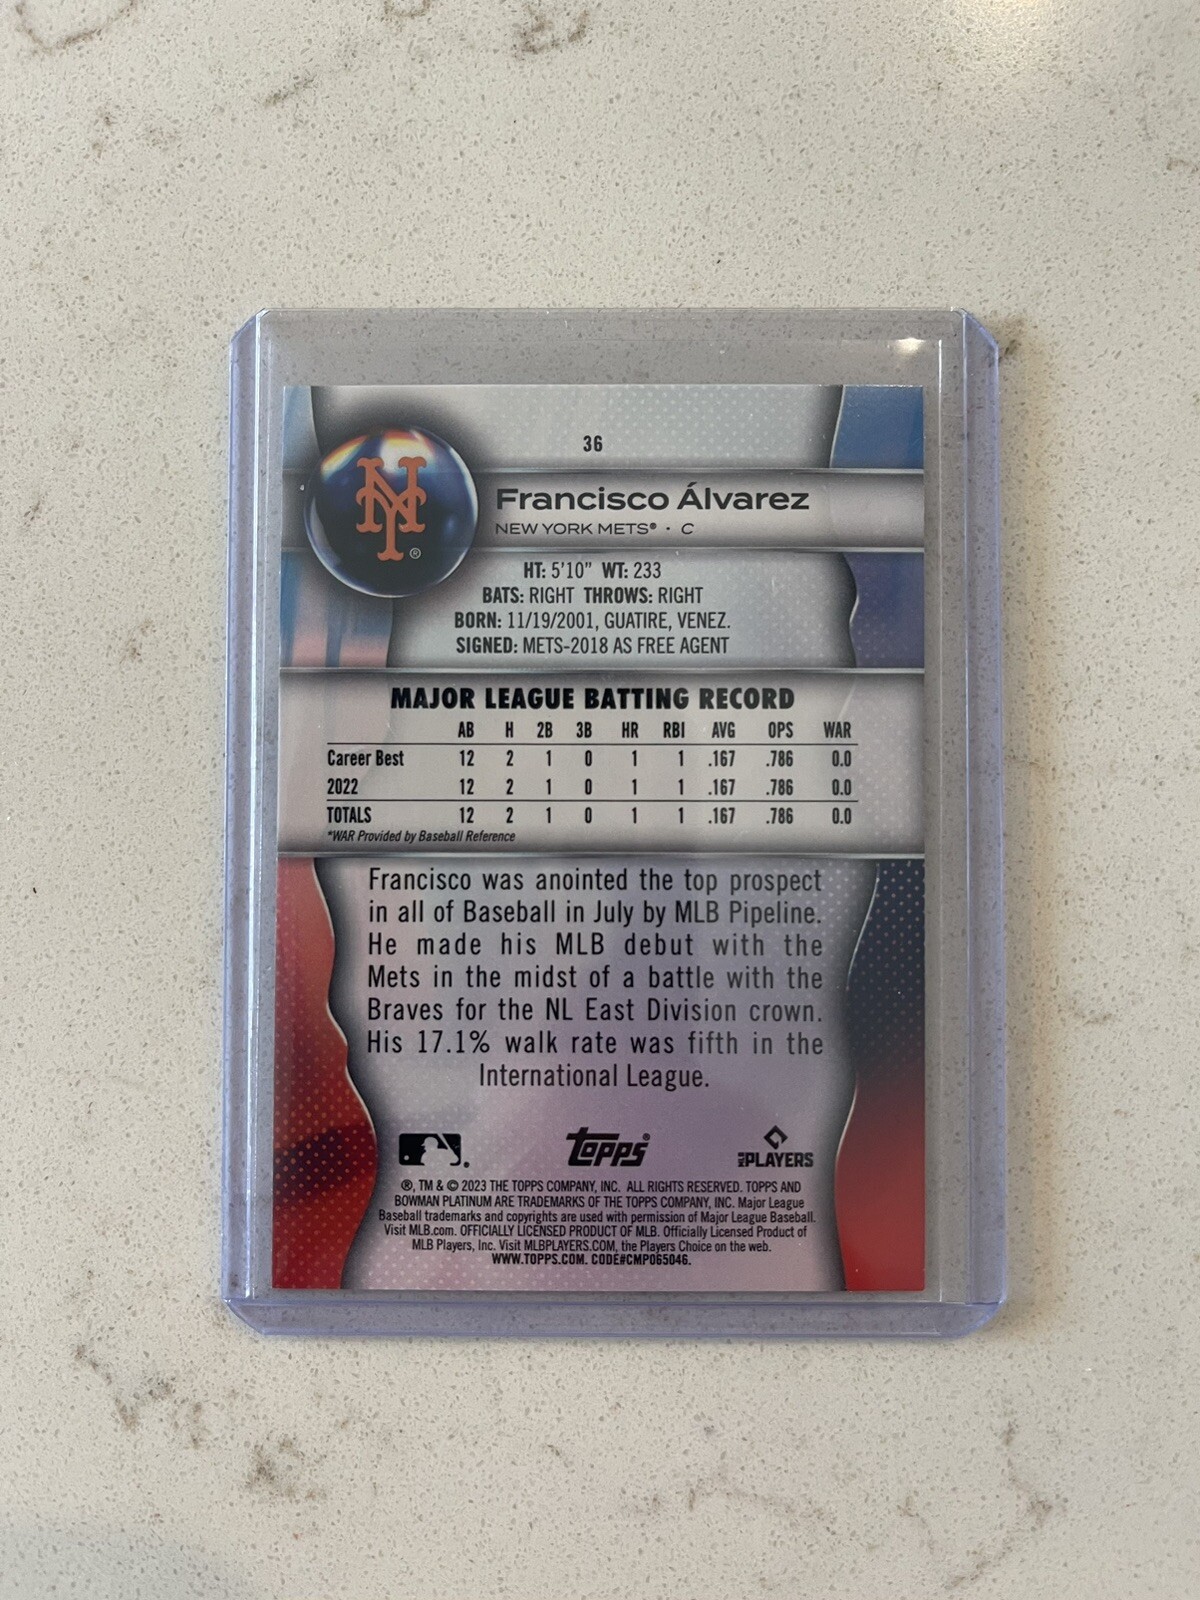 36
NY
®
Francisco Álvarez
NEW YORK METS® · C
HT: 5'10" WT: 233
BATS: RIGHT THROWS: RIGHT
BORN: 11/19/2001, GUATIRE, VENEZ.
SIGNED: METS-2018 AS FREE AGENT
MAJOR LEAGUE BATTING RECORD
AB H 2B 3B HR RBI AVG OPS WAR
Career Best 12 2 1 0 1 1 .167 .786 0.0
2022 12 2 1 0 1 1 .167 .786 0.0
TOTALS 12 2 1 0 1 1 .167 .786 0.0
*WAR Provided by Baseball Reference
Francisco was anointed the top prospect
in all of Baseball in July by MLB Pipeline.
He made his MLB debut with the
Mets in the midst of a battle with the
Braves for the NL East Division crown.
His 17.1% walk rate was fifth in the
International League.
topps® MLB PLAYERS
®, TM & © 2023 THE TOPPS COMPANY, INC. ALL RIGHTS RESERVED. TOPPS AND
BOWMAN PLATINUM ARE TRADEMARKS OF THE TOPPS COMPANY, INC. Major League
Baseball trademarks and copyrights are used with permission of Major League Baseball.
Visit MLB.com. OFFICIALLY LICENSED PRODUCT OF MLB. Officially Licensed Product of
MLB Players, Inc. Visit MLBPLAYERS.COM, the Players Choice on the web.
WWW.TOPPS.COM. CODE#CMP065046.